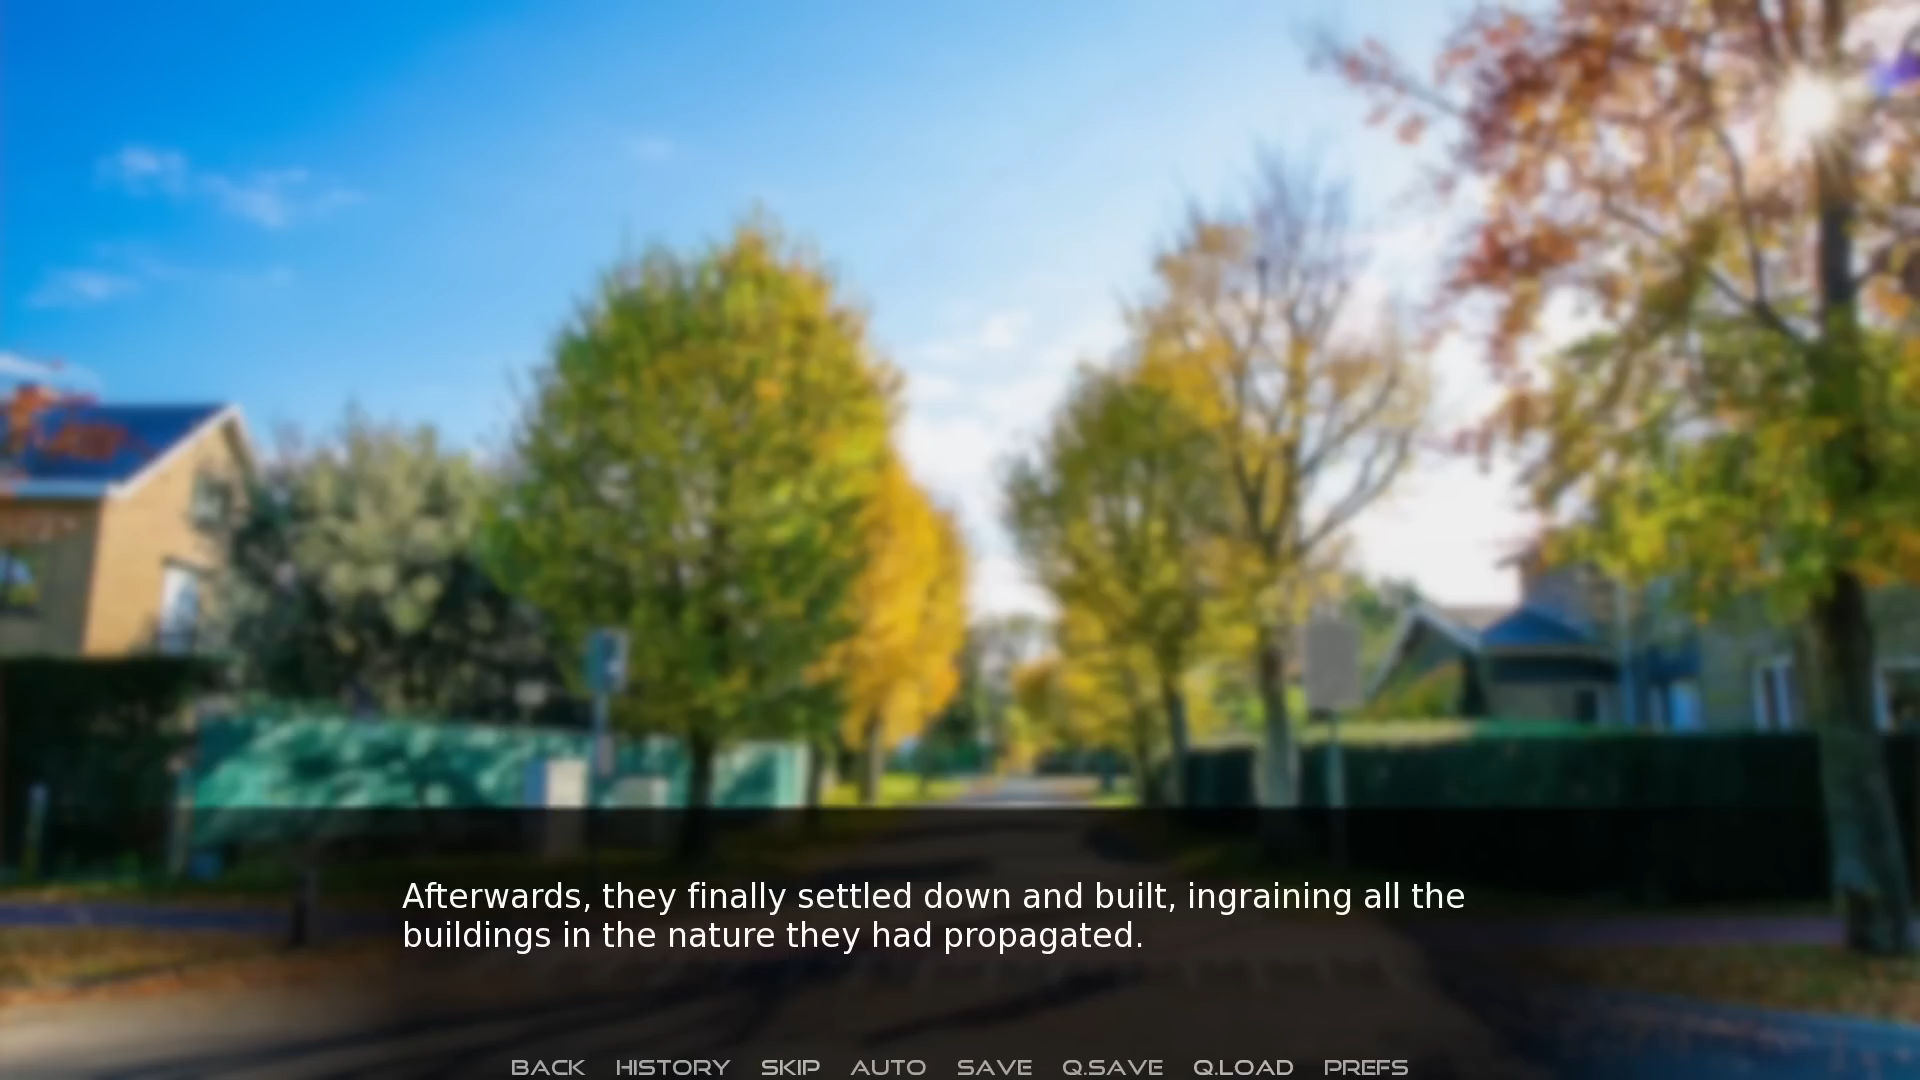 Afterwards, they finally settled down and built, ingraining all the
buildings in the nature they had propagated.
BACK HISTORY SKIP AUTO SAVE Q.SAVE Q.LOAD PREFS